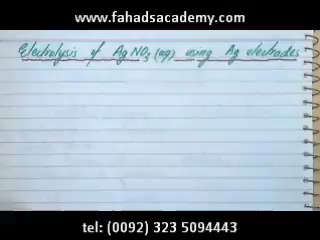 www.fahadsacademy.com
Electrolysis of AgNO3(aq) using Ag electrodes
tel: (0092) 323 5094443